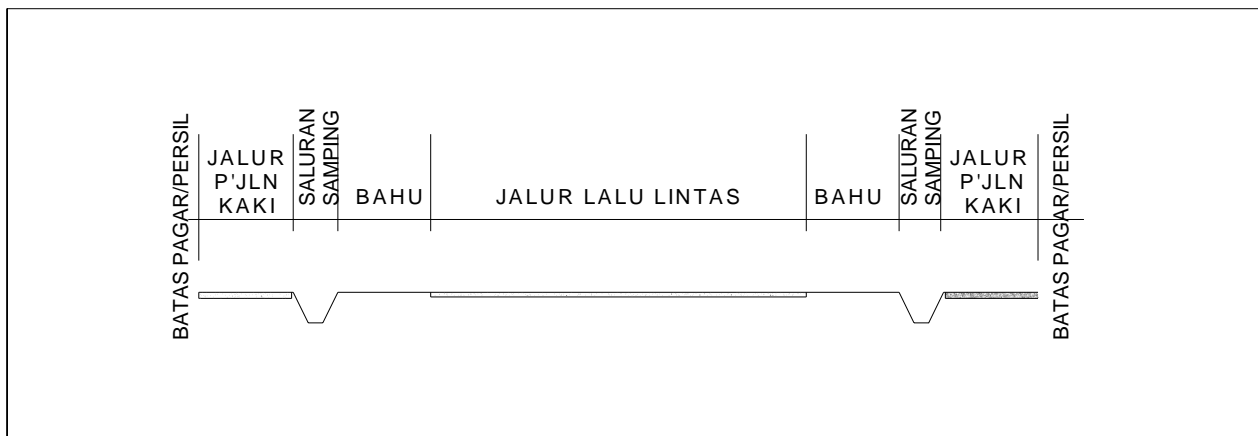 BATAS PAGAR/PERSIL
JALUR
P'JLN
KAKI
SALURAN
SAMPING
BAHU
JALUR LALU LINTAS
BAHU
SALURAN
SAMPING
JALUR
P'JLN
KAKI
BATAS PAGAR/PERSIL